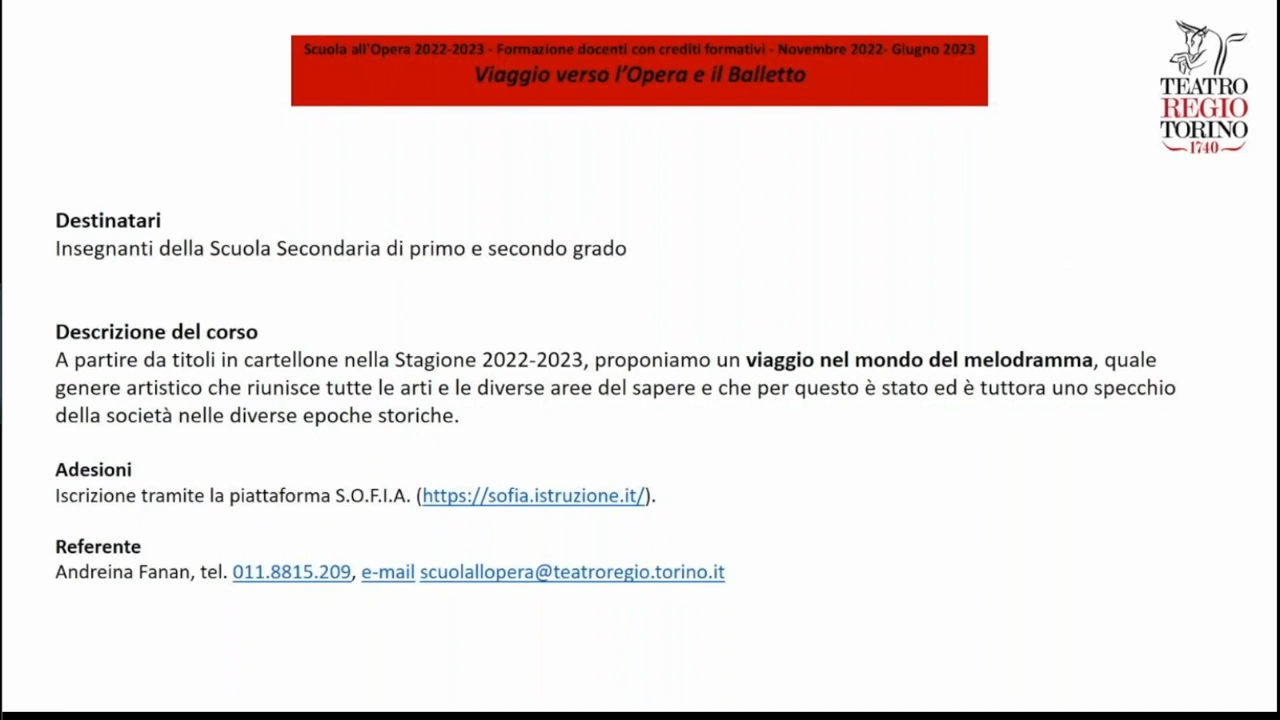 Scuola all'Opera 2022-2023 - Formazione docenti con crediti formativi - Novembre 2022- Giugno 2023
Viaggio verso l'Opera e il Balletto
TEATRO
REGIO
TORINO
1740
Destinatari
Insegnanti della Scuola Secondaria di primo e secondo grado
Descrizione del corso
A partire da titoli in cartellone nella Stagione 2022-2023, proponiamo un viaggio nel mondo del melodramma, quale
genere artistico che riunisce tutte le arti e le diverse aree del sapere e che per questo è stato ed è tuttora uno specchio
della società nelle diverse epoche storiche.
Adesioni
Iscrizione tramite la piattaforma S.O.F.I.A. (https://sofia.istruzione.it/).
Referente
Andreina Fanan, tel. 011.8815.209, e-mail scuolallopera@teatroregio.torino.it